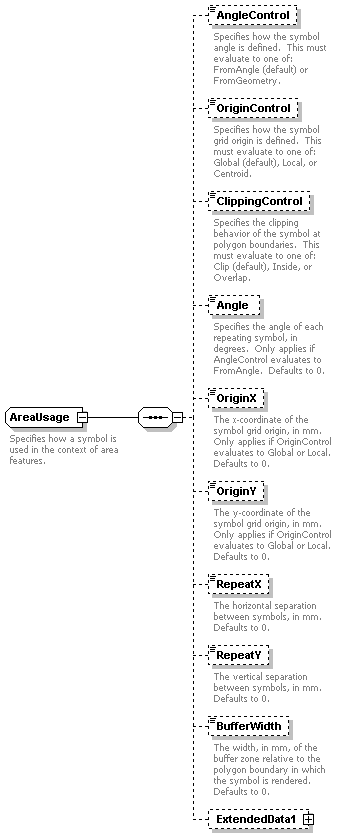 AngleControl
Specifies how the symbol
angle is defined.  This must
evaluate to one of:
FromAngle (default) or
FromGeometry.
OriginControl
Specifies how the symbol
grid origin is defined.  This
must evaluate to one of:
Global (default), Local, or
Centroid.
ClippingControl
Specifies the clipping
behavior of the symbol at
polygon boundaries.  This
must evaluate to one of:
Clip (default), Inside, or
Overlap.
Angle
Specifies the angle of each
repeating symbol, in
degrees.  Only applies if
AngleControl evaluates to
FromAngle.  Defaults to 0.
AreaUsage
Specifies how a symbol is
used in the context of area
features.
OriginX
The x-coordinate of the
symbol grid origin, in mm.
Only applies if OriginControl
evaluates to Global or Local.
Defaults to 0.
OriginY
The y-coordinate of the
symbol grid origin, in mm.
Only applies if OriginControl
evaluates to Global or Local.
Defaults to 0.
RepeatX
The horizontal separation
between symbols, in mm.
Defaults to 0.
RepeatY
The vertical separation
between symbols, in mm.
Defaults to 0.
BufferWidth
The width, in mm, of the
buffer zone relative to the
polygon boundary in which
the symbol is rendered.
Defaults to 0.
ExtendedData1